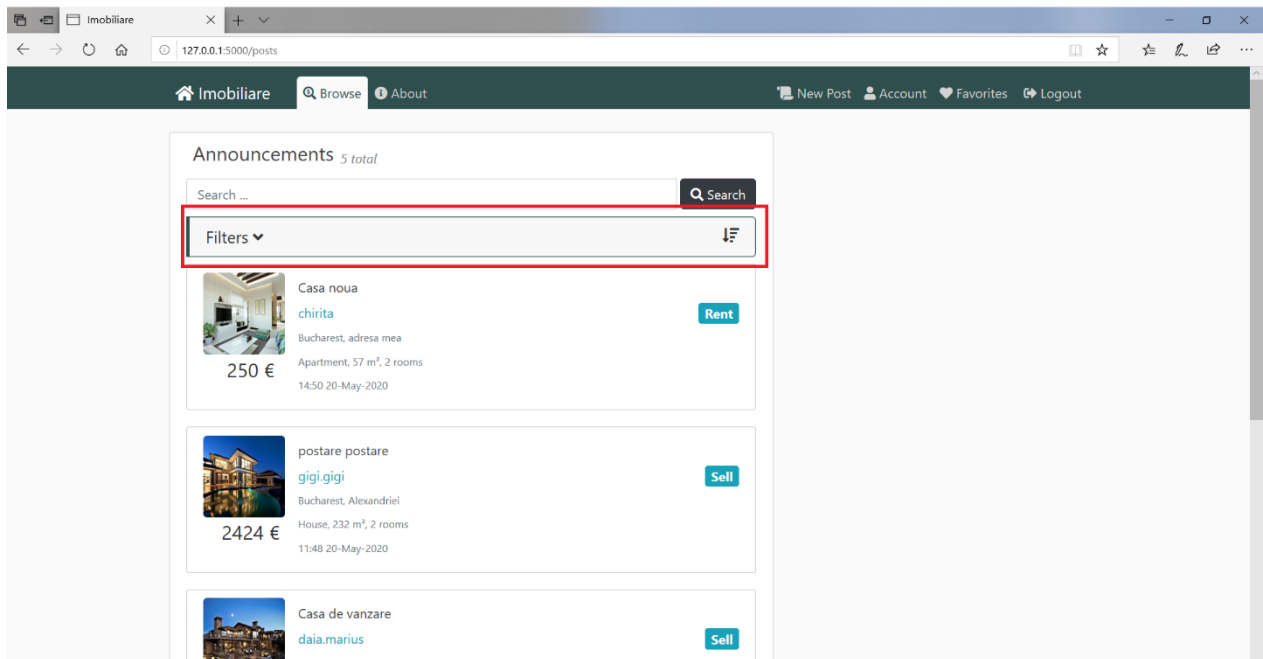 Imobiliare
127.0.0.1:5000/posts
Imobiliare Browse About New Post Account Favorites Logout
Announcements 5 total
Search ... Search
Filters
Casa noua
chirita
Rent
Bucharest, adresa mea
Apartment, 57 m², 2 rooms
250 €
14:50 20-May-2020
postare postare
gigi.gigi
Sell
Bucharest, Alexandriei
House, 232 m², 2 rooms
2424 €
11:48 20-May-2020
Casa de vanzare
daia.marius
Sell